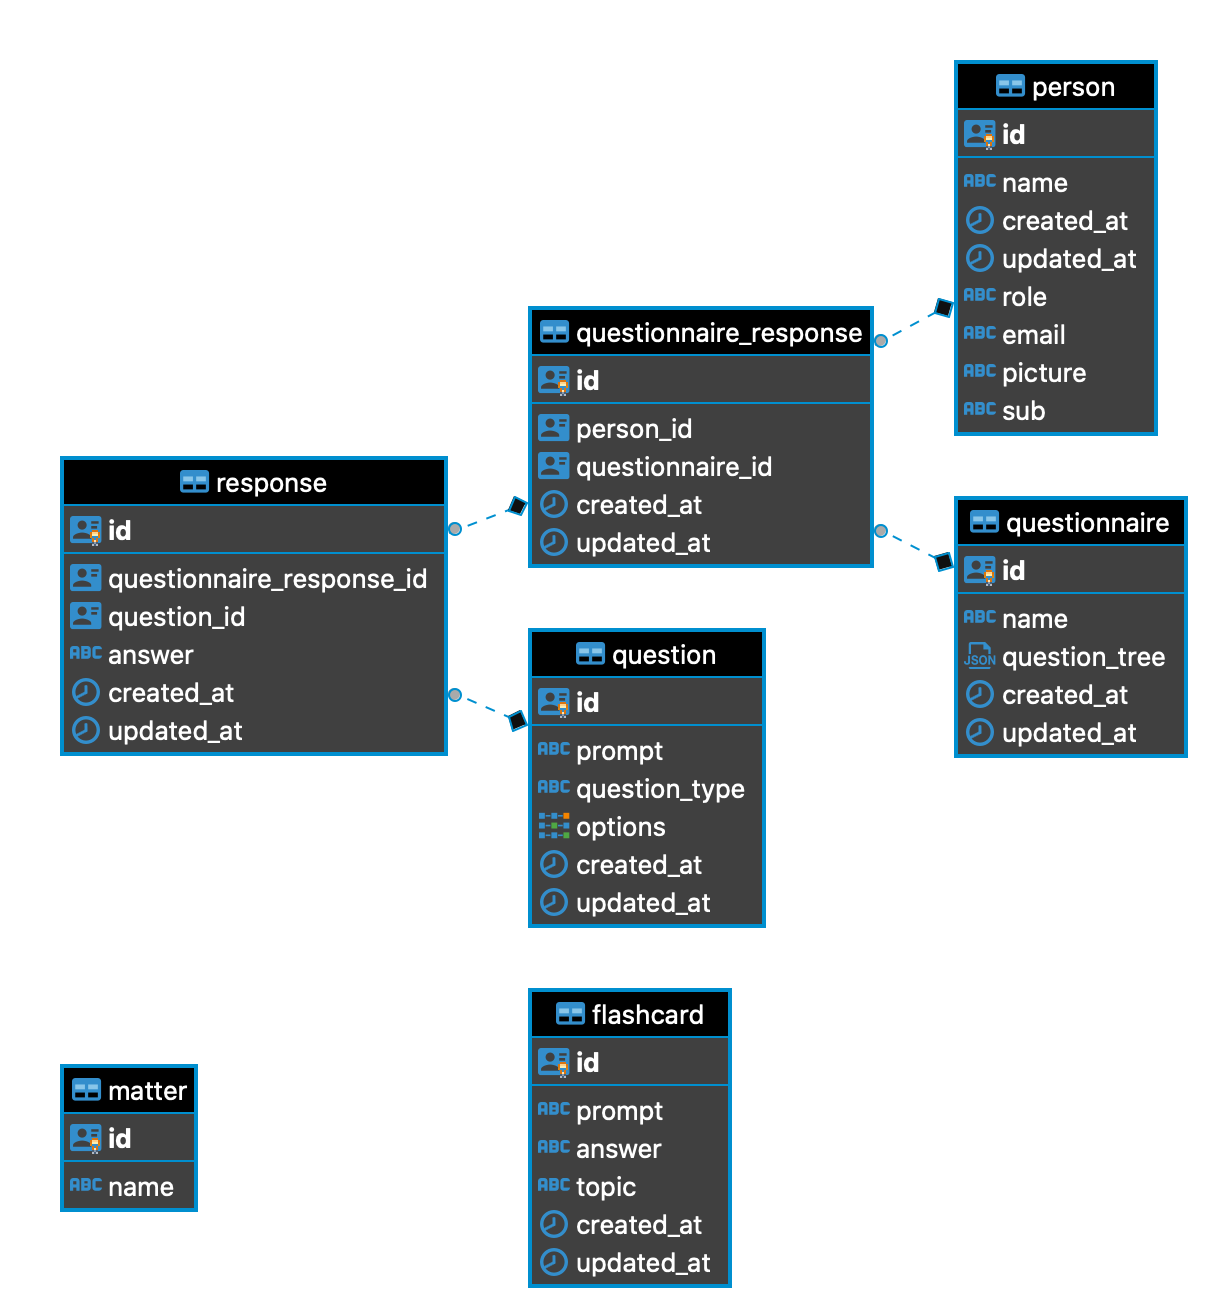 person
id
ABC name
created_at
updated_at
ABC role
ABC email
ABC picture
ABC sub
questionnaire_response
id
person_id
questionnaire_id
created_at
updated_at
response
id
questionnaire_response_id
question_id
ABC answer
created_at
updated_at
questionnaire
id
ABC name
JSON question_tree
created_at
updated_at
question
id
ABC prompt
ABC question_type
options
created_at
updated_at
flashcard
id
ABC prompt
ABC answer
ABC topic
created_at
updated_at
matter
id
ABC name